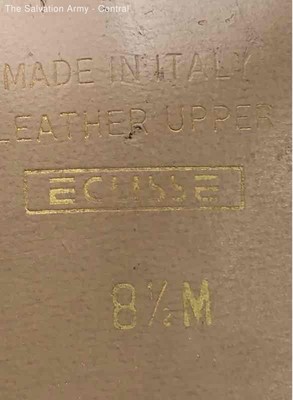 The Salvation Army - Central
MADE IN ITALY
LEATHER UPPER
ECLISSE
8½M